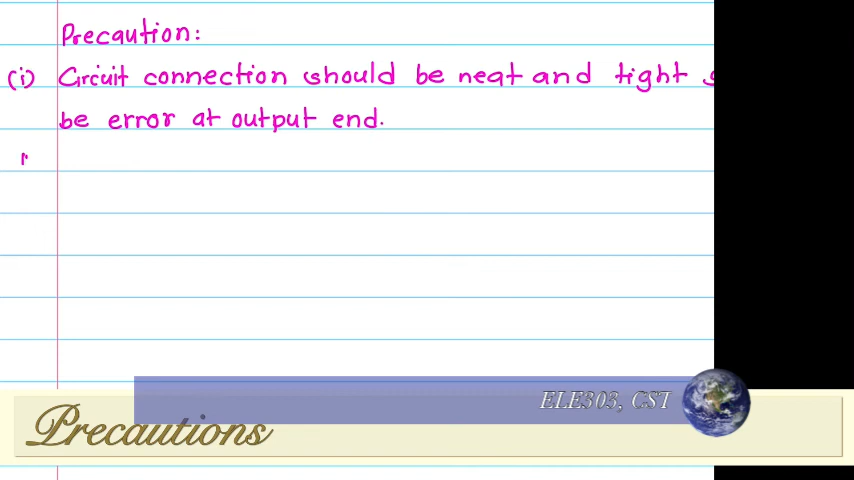 Precaution:
(i) Circuit connection should be neat and tight
be error at output end.
ELE303, CST
Precautions